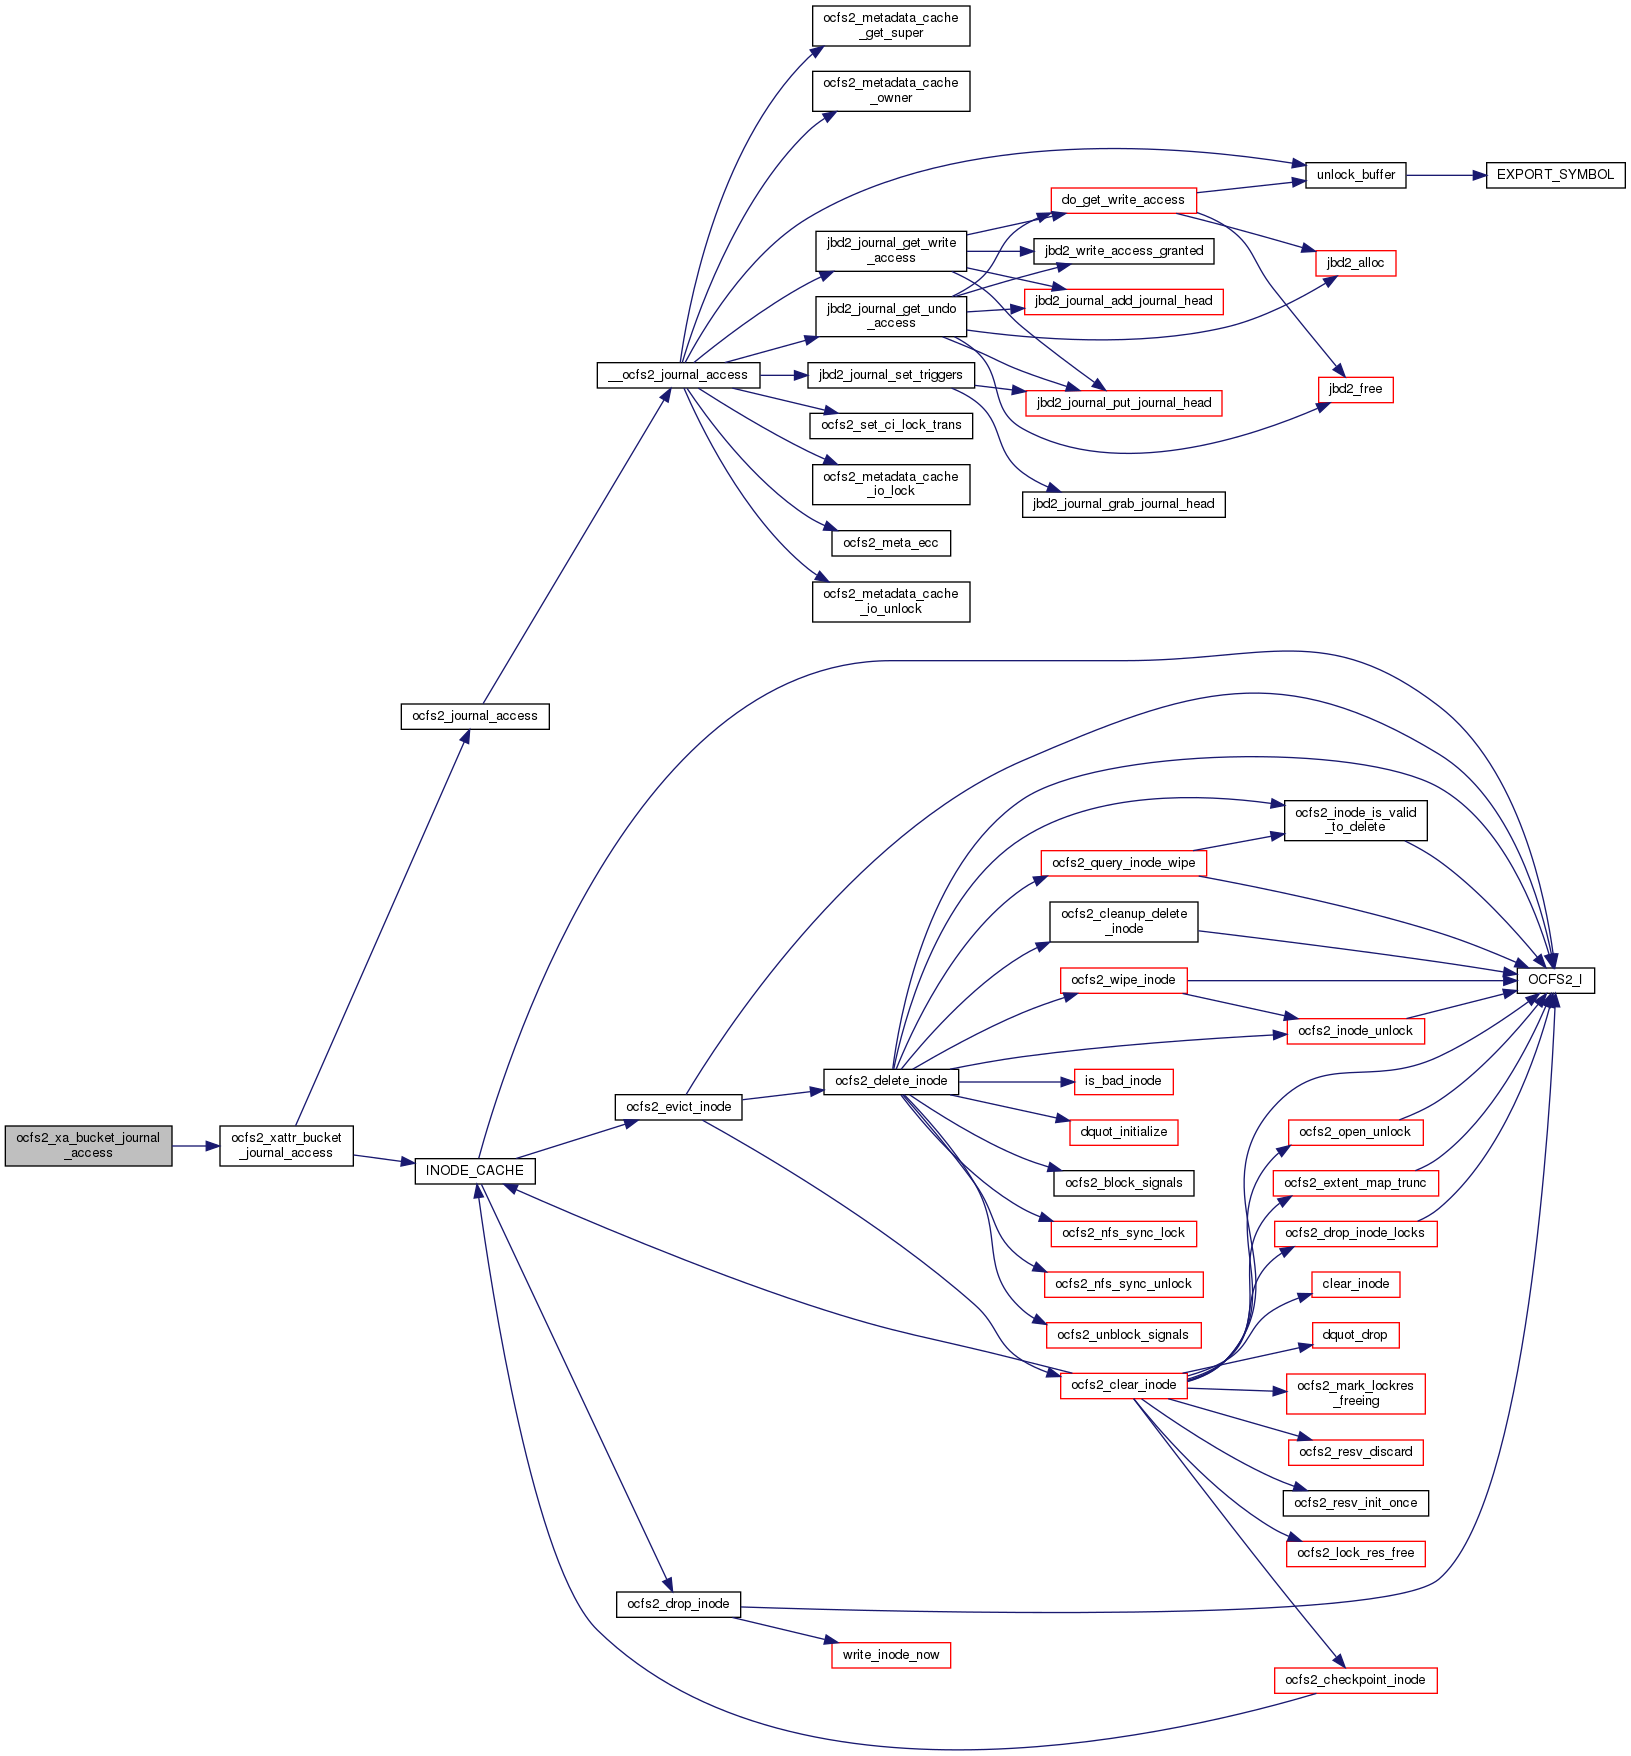 ocfs2_metadata_cache
_get_super
ocfs2_metadata_cache
_owner
unlock_buffer
EXPORT_SYMBOL
do_get_write_access
jbd2_journal_get_write
_access
jbd2_write_access_granted
jbd2_alloc
jbd2_journal_add_journal_head
jbd2_journal_get_undo
_access
__ocfs2_journal_access
jbd2_journal_set_triggers
jbd2_free
jbd2_journal_put_journal_head
ocfs2_set_ci_lock_trans
ocfs2_metadata_cache
_io_lock
jbd2_journal_grab_journal_head
ocfs2_meta_ecc
ocfs2_metadata_cache
_io_unlock
ocfs2_journal_access
ocfs2_inode_is_valid
_to_delete
ocfs2_query_inode_wipe
ocfs2_cleanup_delete
_inode
ocfs2_wipe_inode
OCFS2_I
ocfs2_inode_unlock
ocfs2_delete_inode
is_bad_inode
ocfs2_evict_inode
dquot_initialize
ocfs2_open_unlock
ocfs2_xa_bucket_journal
_access
ocfs2_xattr_bucket
_journal_access
INODE_CACHE
ocfs2_block_signals
ocfs2_extent_map_trunc
ocfs2_nfs_sync_lock
ocfs2_drop_inode_locks
ocfs2_nfs_sync_unlock
clear_inode
ocfs2_unblock_signals
dquot_drop
ocfs2_clear_inode
ocfs2_mark_lockres
_freeing
ocfs2_resv_discard
ocfs2_resv_init_once
ocfs2_lock_res_free
ocfs2_drop_inode
write_inode_now
ocfs2_checkpoint_inode